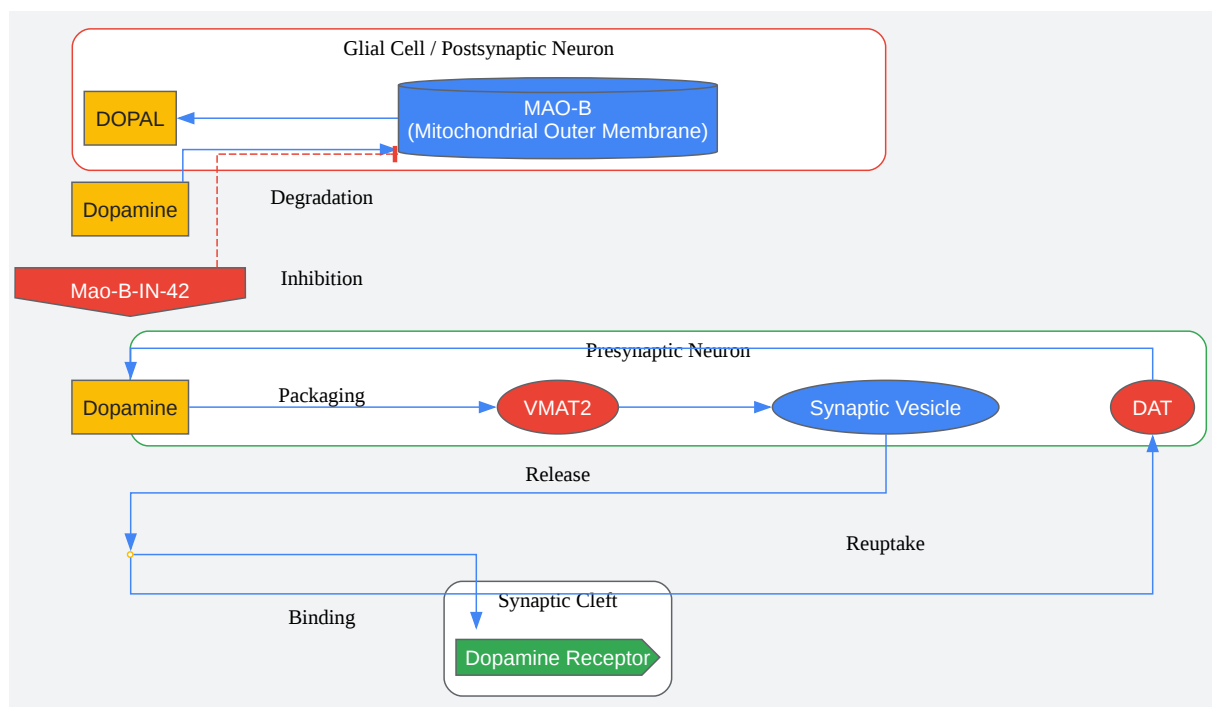 Glial Cell / Postsynaptic Neuron
DOPAL
MAO-B
(Mitochondrial Outer Membrane)
Dopamine
Degradation
Mao-B-IN-42
Inhibition
Presynaptic Neuron
Dopamine
Packaging
VMAT2
Synaptic Vesicle
DAT
Release
Reuptake
Synaptic Cleft
Binding
Dopamine Receptor